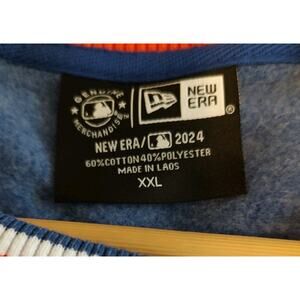 GENUINE
MERCHANDISE
NEW
ERA
NEW ERA/ 2024
60%COTTON40%POLYESTER
MADE IN LAOS
XXL